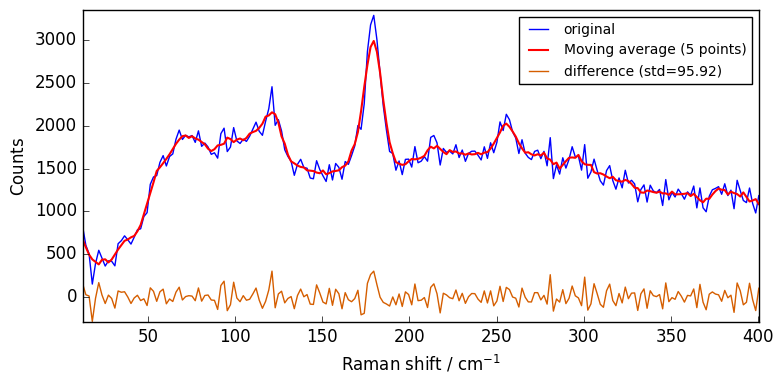 original
Moving average (5 points)
difference (std=95.92)
3000
2500
2000
1500
1000
500
0
Counts
50 100 150 200 250 300 350 400
Raman shift / cm⁻¹